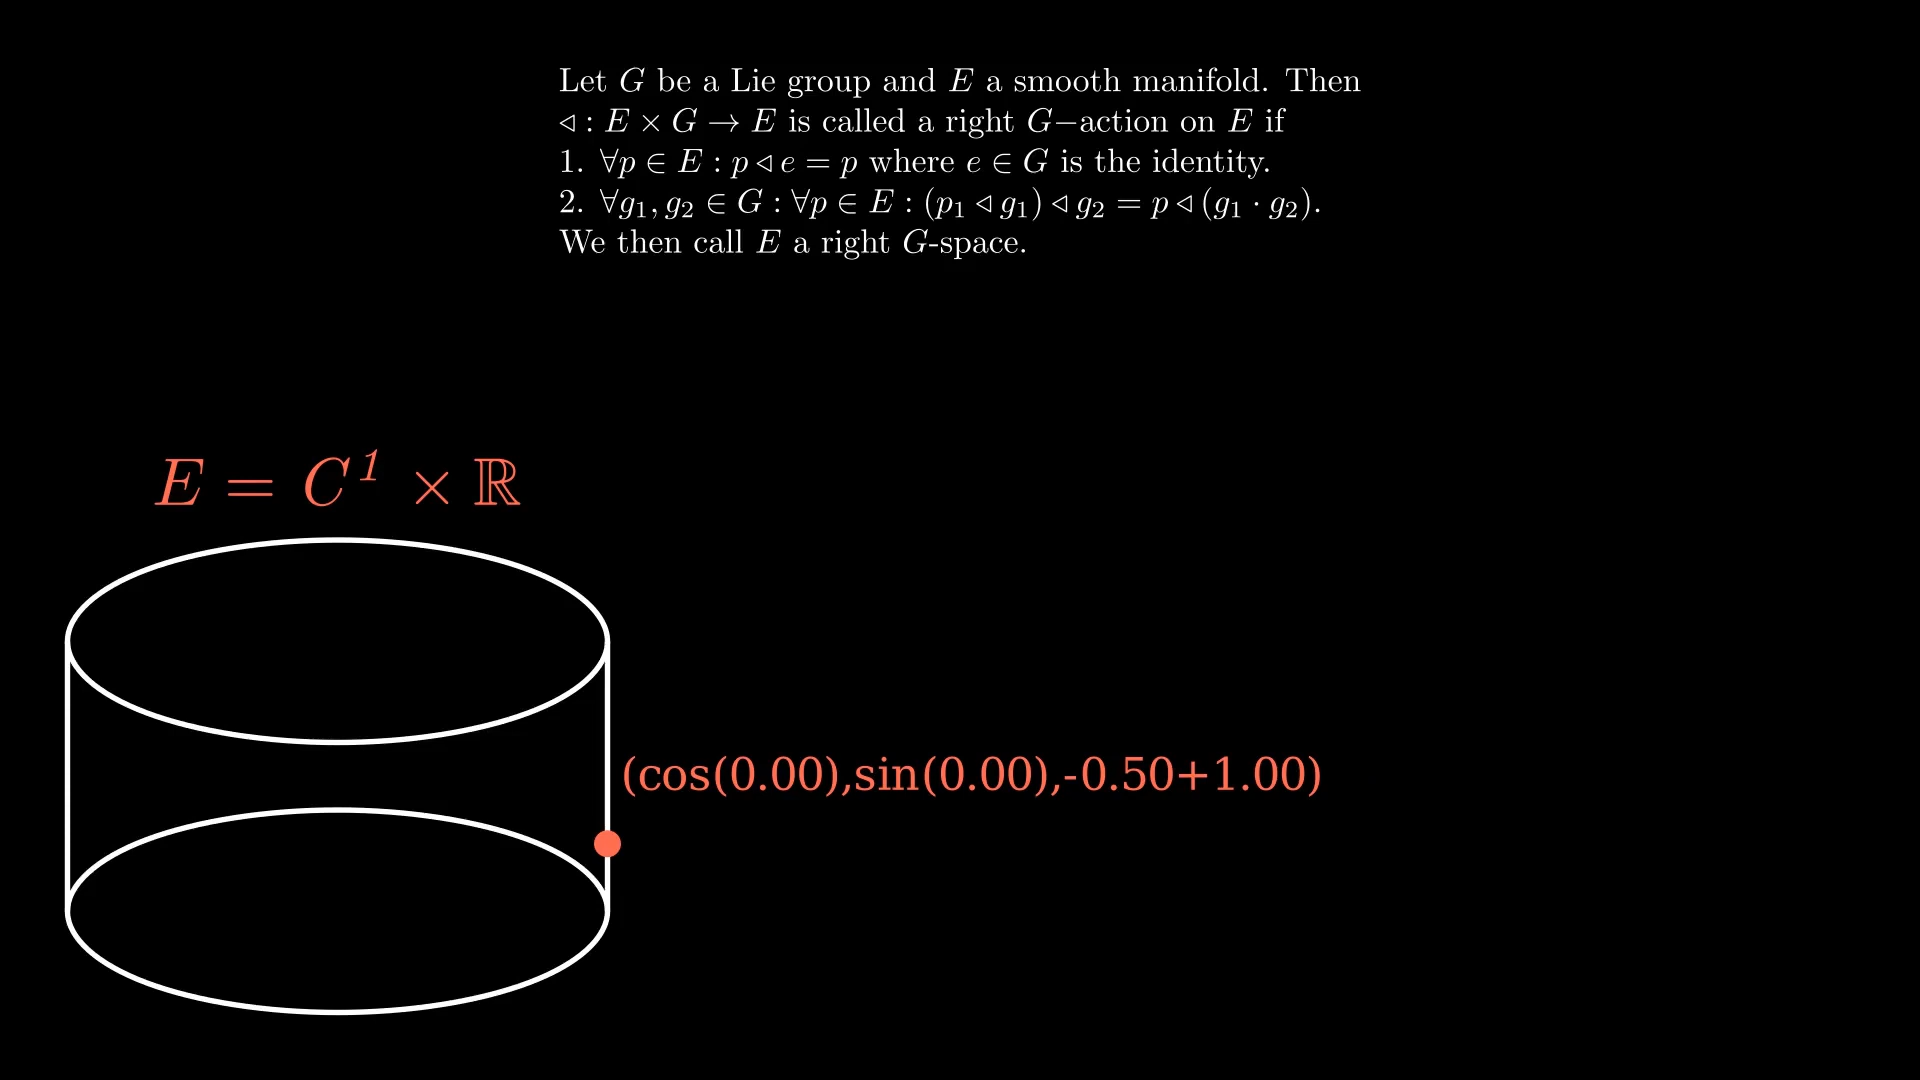 Let G be a Lie group and E a smooth manifold. Then
◃ : E × G → E is called a right G−action on E if
1. ∀p ∈ E : p ◃ e = p where e ∈ G is the identity.
2. ∀g₁, g₂ ∈ G : ∀p ∈ E : (p₁ ◃ g₁) ◃ g₂ = p ◃ (g₁ · g₂).
We then call E a right G-space.
E = C¹ × ℝ
(cos(0.00),sin(0.00),-0.50+1.00)